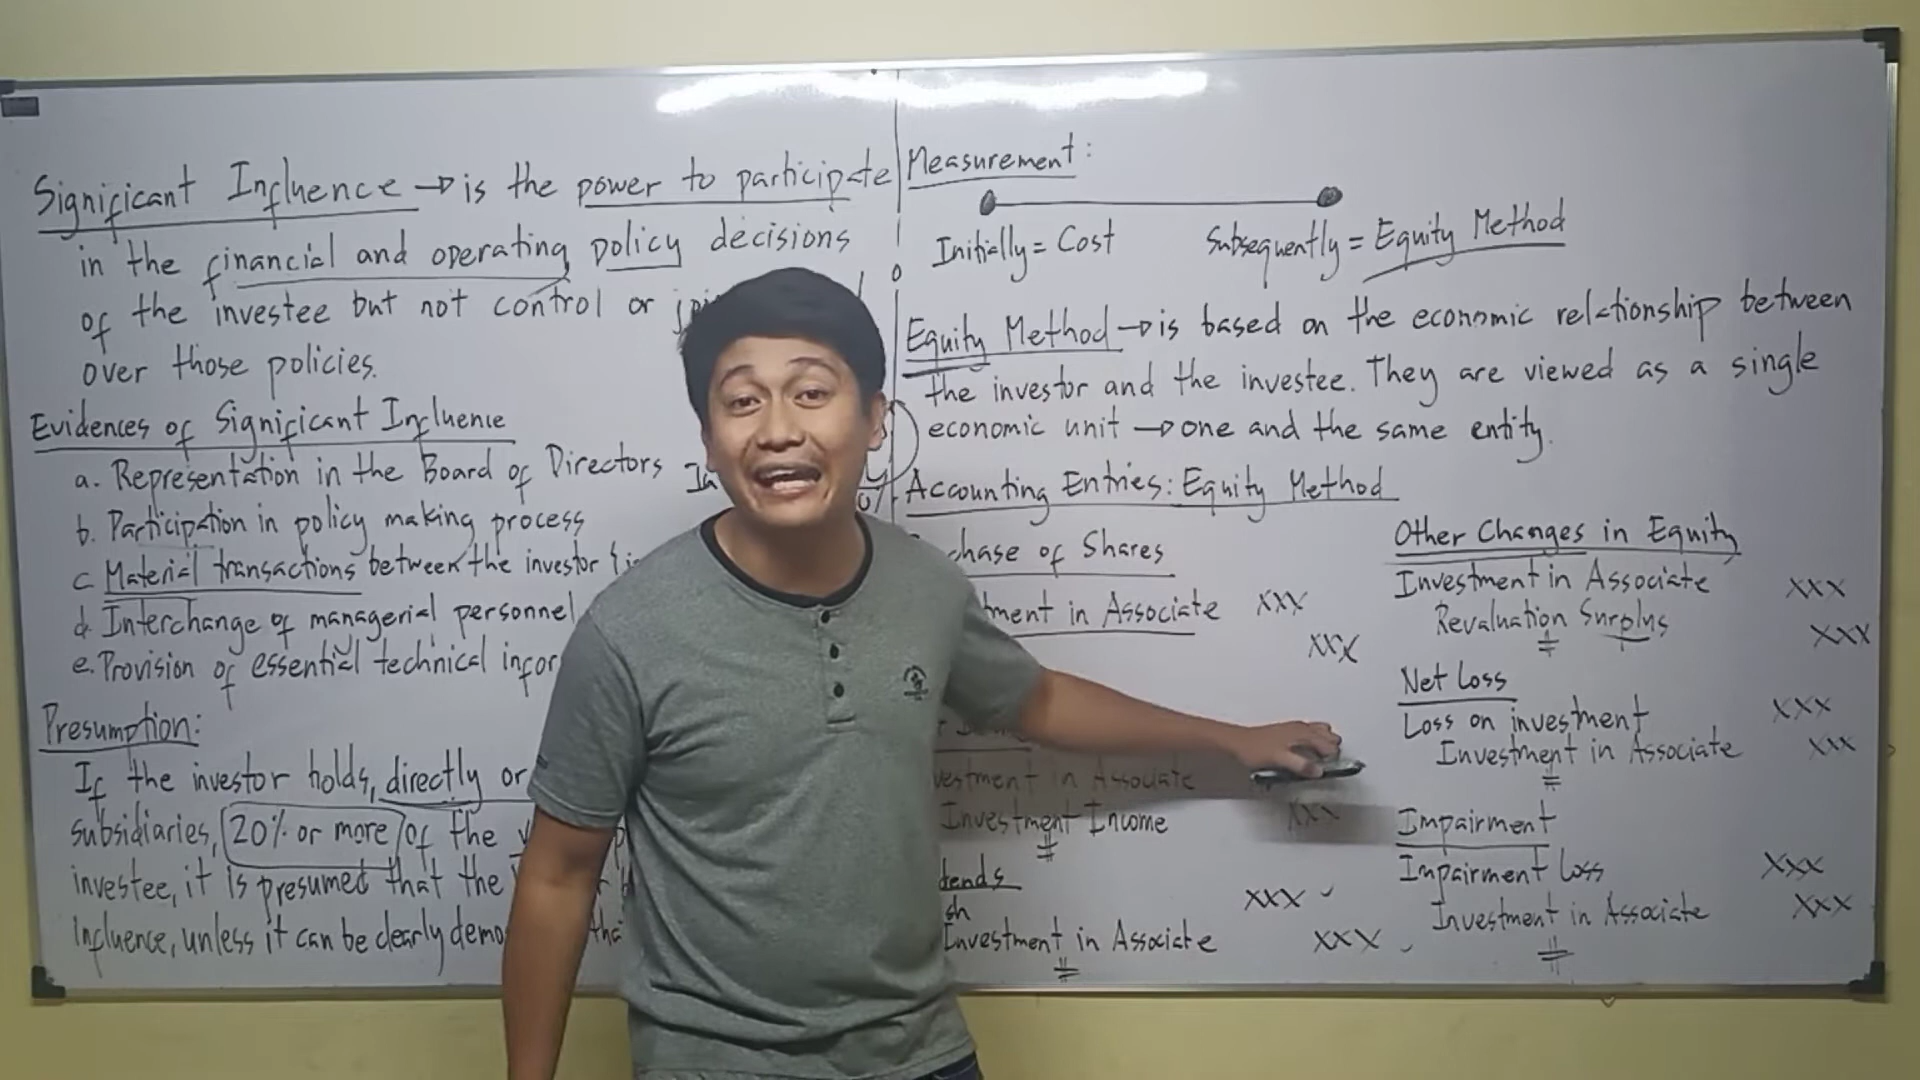 Significant Influence → is the power to participate
in the financial and operating policy decisions
of the investee but not control or
over those policies.
Evidences of Significant Influence
a. Representation in the Board of Directors
b. Participation in policy making process
c. Material transactions between the investor
d. Interchange of managerial personnel
e. Provision of essential technical
Presumption:
If the investor holds, directly or
subsidiaries, 20% or more of the
investee, it is presumed that the
influence, unless it can be clearly
Measurement:
Initially = Cost Subsequently = Equity Method
Equity Method → is based on the economic relationship between
the investor and the investee. They are viewed as a single
economic unit → one and the same entity.
Accounting Entries: Equity Method
of Shares
in Associate XXX
XXX
in Associate
Investment Income XXX
XXX
Investment in Associate XXX
Other Changes in Equity
Investment in Associate XXX
Revaluation Surplus XXX
Net Loss
Loss on investment XXX
Investment in Associate XXX
Impairment
Impairment Loss XXX
Investment in Associate XXX